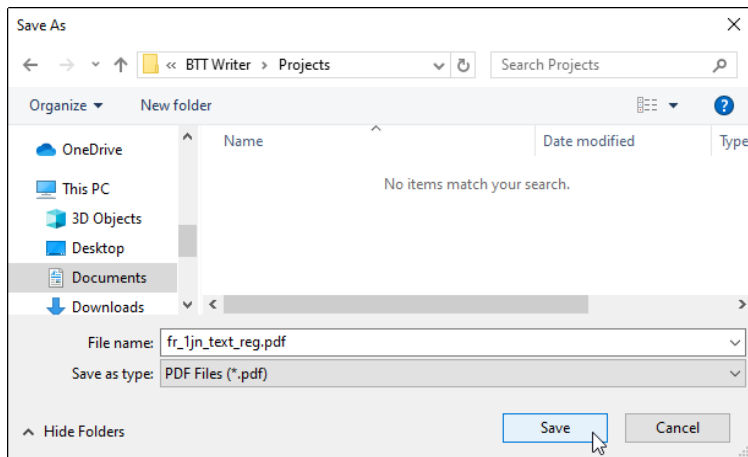 Save As
« BTT Writer > Projects
Search Projects
Organize
New folder
?
Name
Date modified
Type
No items match your search.
OneDrive
This PC
3D Objects
Desktop
Documents
Downloads
File name: fr_1jn_text_reg.pdf
Save as type: PDF Files (*.pdf)
Hide Folders
Save
Cancel